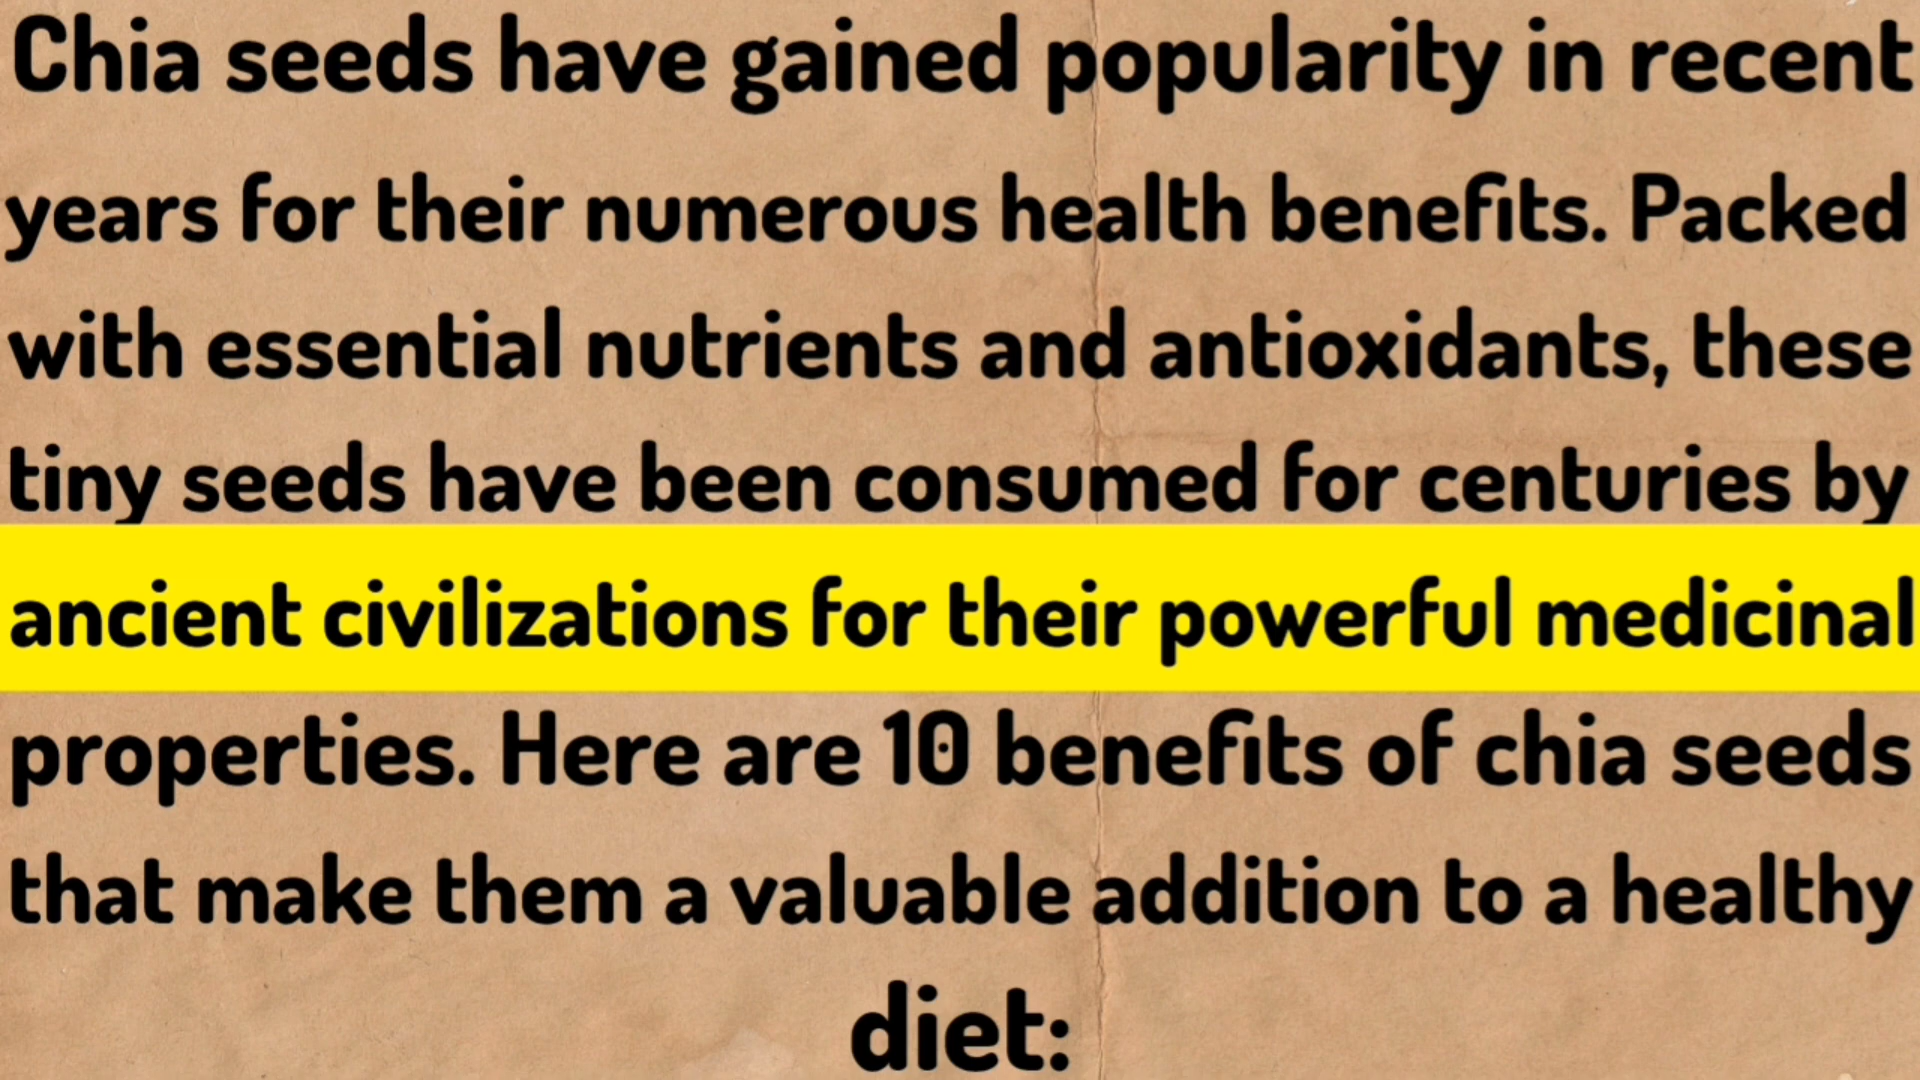 Chia seeds have gained popularity in recent
years for their numerous health benefits. Packed
with essential nutrients and antioxidants, these
tiny seeds have been consumed for centuries by
ancient civilizations for their powerful medicinal
properties. Here are 10 benefits of chia seeds
that make them a valuable addition to a healthy
diet: